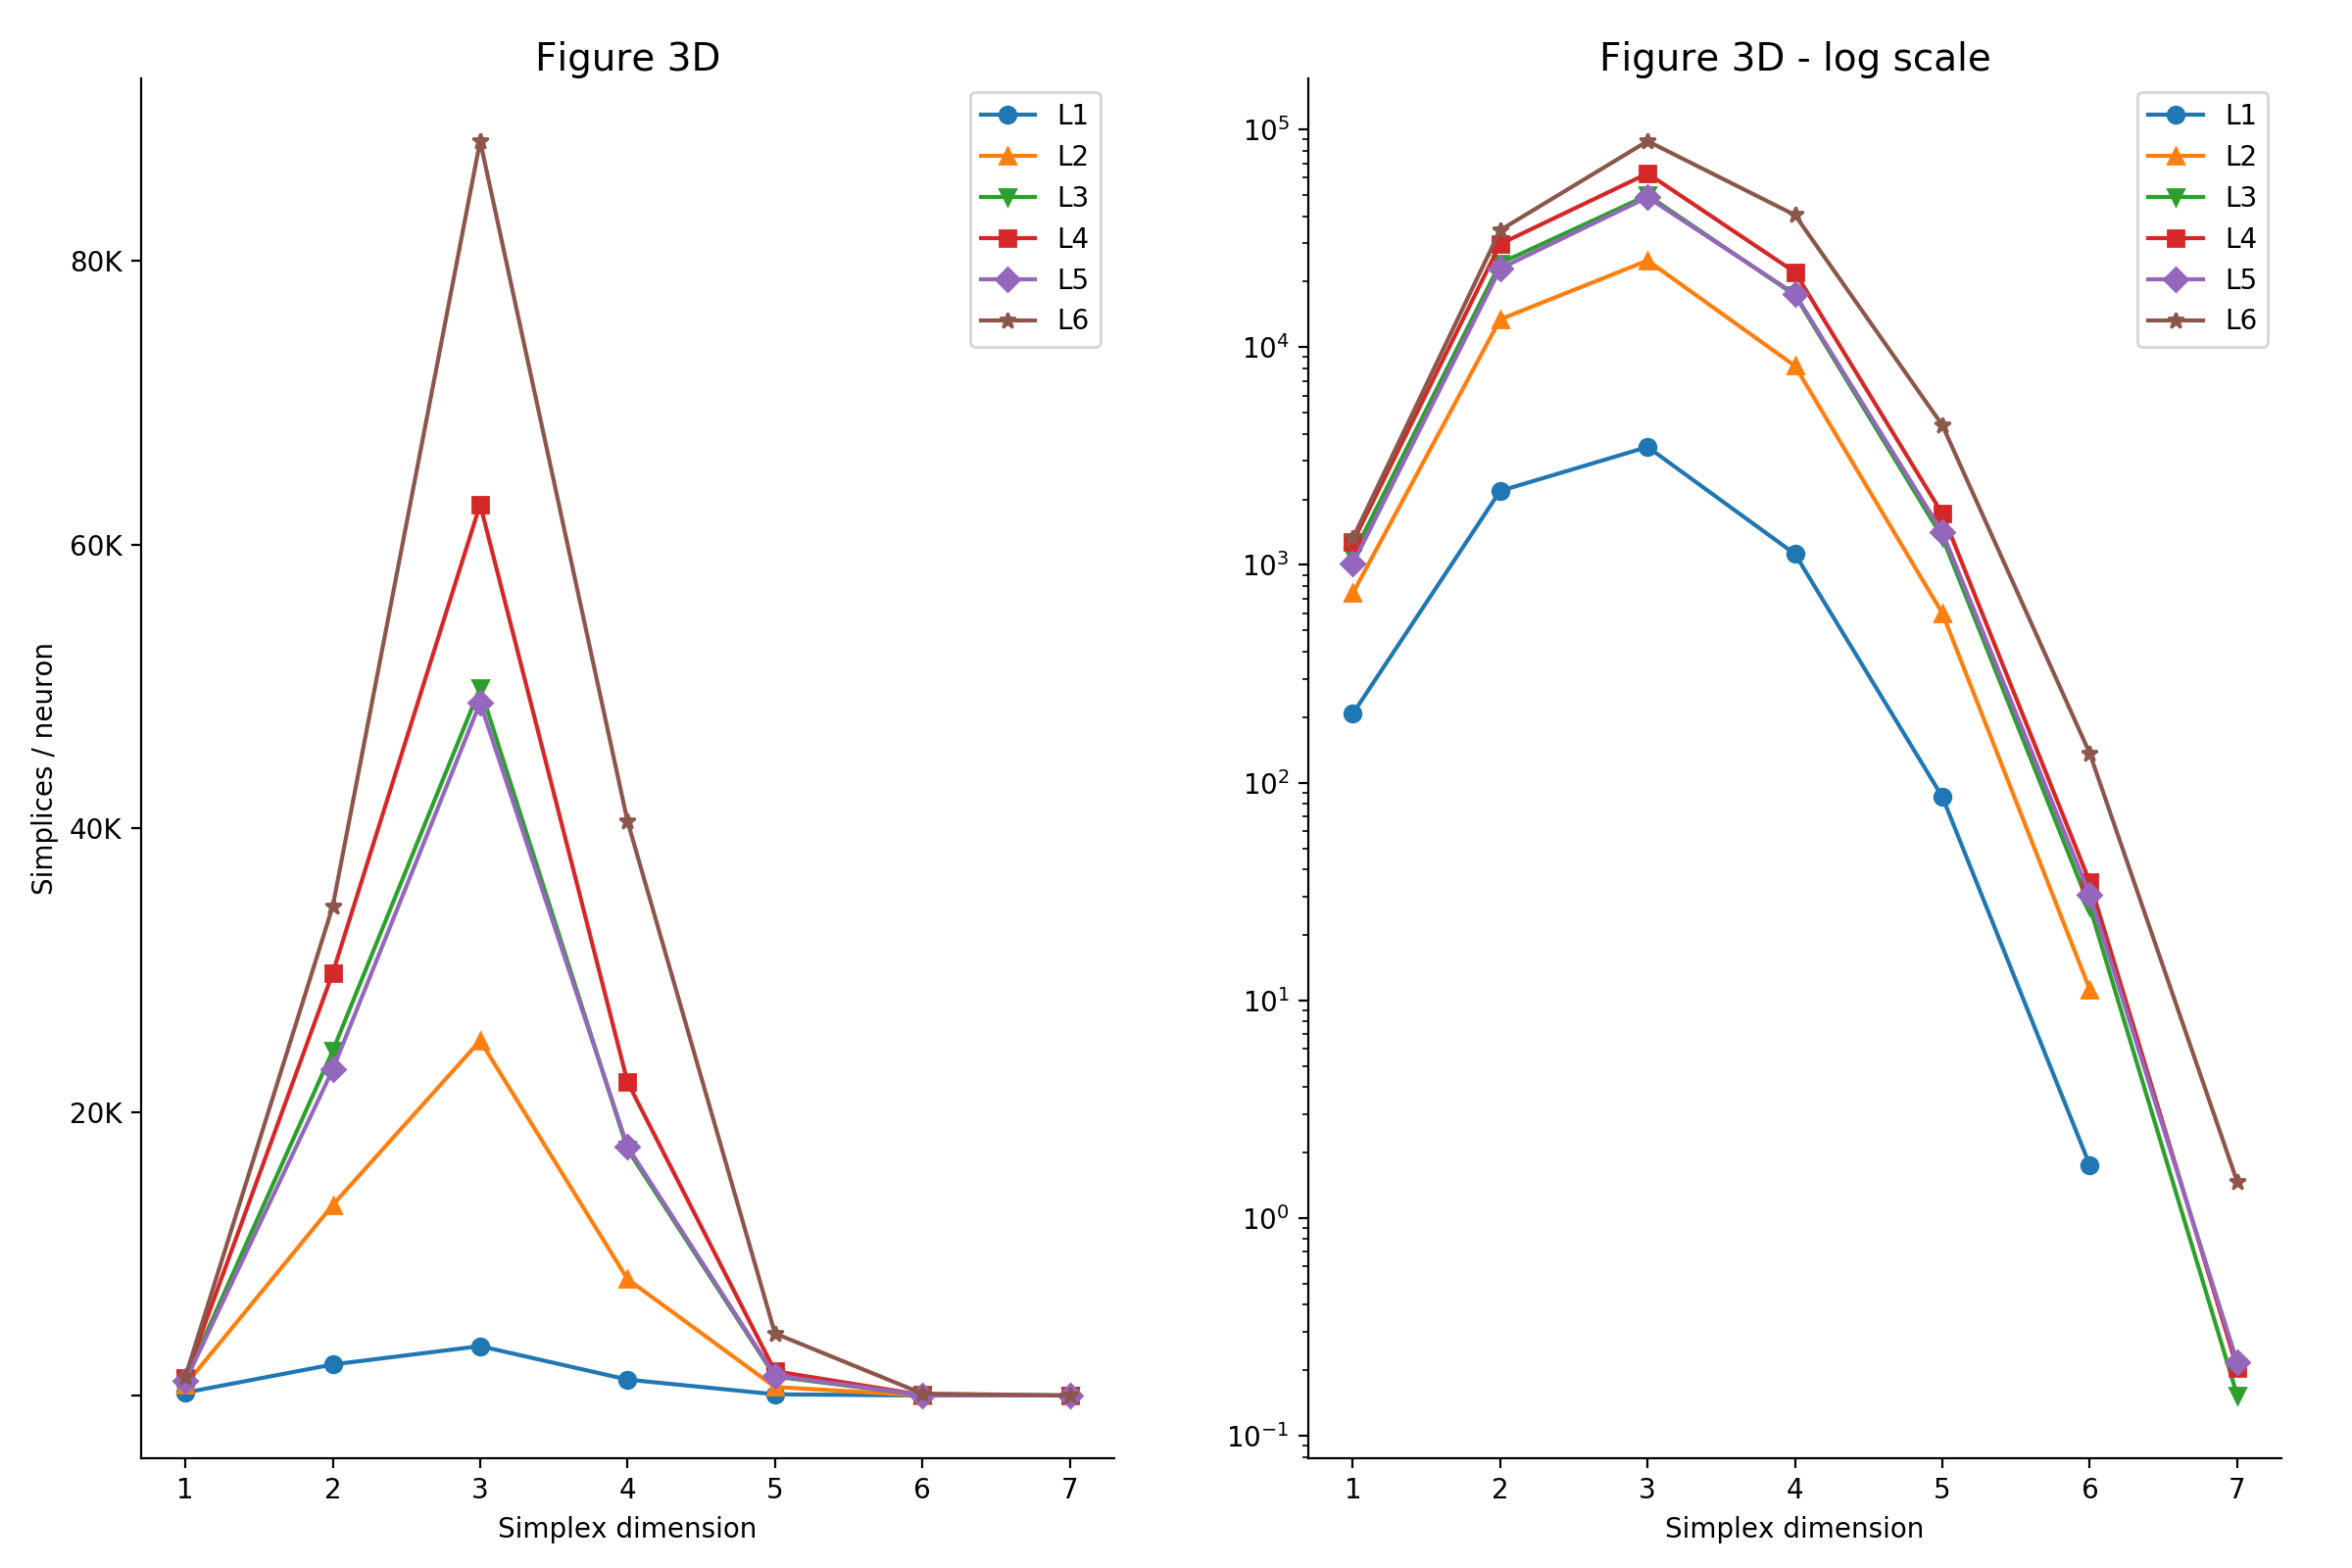 Figure 3D
80K
60K
40K
20K
Simplices / neuron
1 2 3 4 5 6 7
Simplex dimension
L1
L2
L3
L4
L5
L6
Figure 3D - log scale
10⁵
10⁴
10³
10²
10¹
10⁰
10⁻¹
1 2 3 4 5 6 7
Simplex dimension
L1
L2
L3
L4
L5
L6